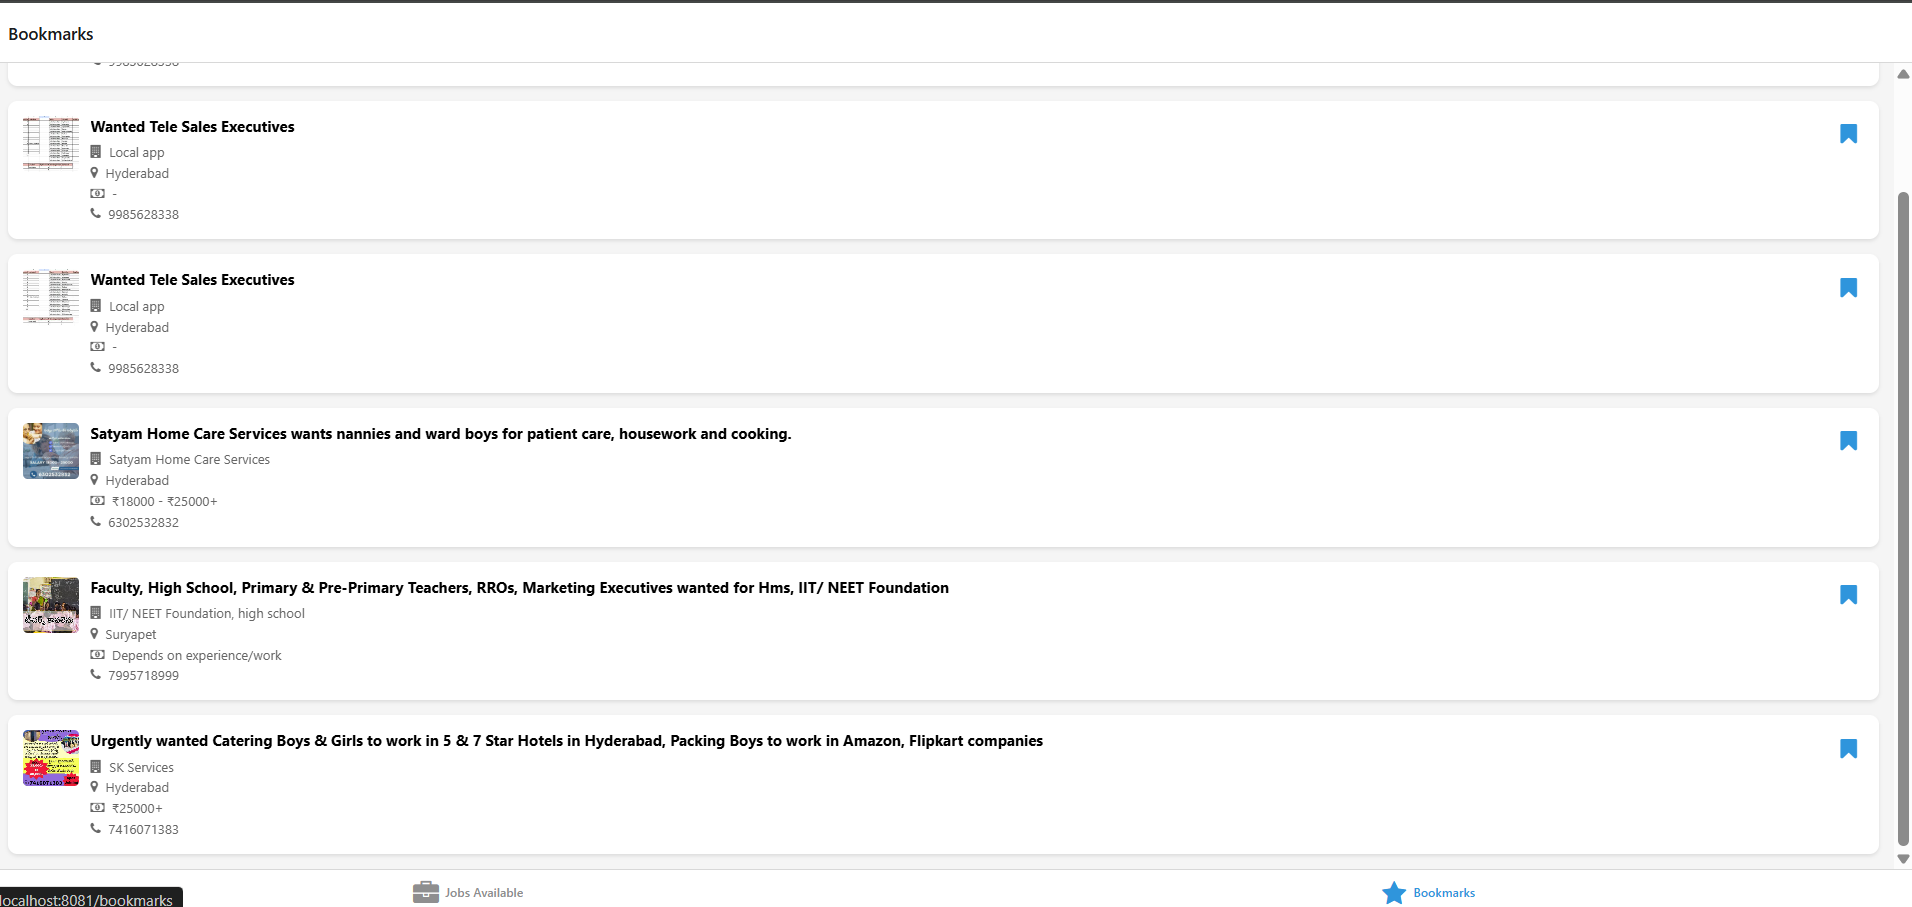 Bookmarks
9985628338
Wanted Tele Sales Executives
Local app
Hyderabad
-
9985628338
Wanted Tele Sales Executives
Local app
Hyderabad
-
9985628338
Satyam Home Care Services wants nannies and ward boys for patient care, housework and cooking.
Satyam Home Care Services
Hyderabad
₹18000 - ₹25000+
6302532832
Faculty, High School, Primary & Pre-Primary Teachers, RROs, Marketing Executives wanted for Hms, IIT/ NEET Foundation
IIT/ NEET Foundation, high school
Suryapet
Depends on experience/work
7995718999
Urgently wanted Catering Boys & Girls to work in 5 & 7 Star Hotels in Hyderabad, Packing Boys to work in Amazon, Flipkart companies
SK Services
Hyderabad
₹25000+
7416071383
Jobs Available
Bookmarks
localhost:8081/bookmarks